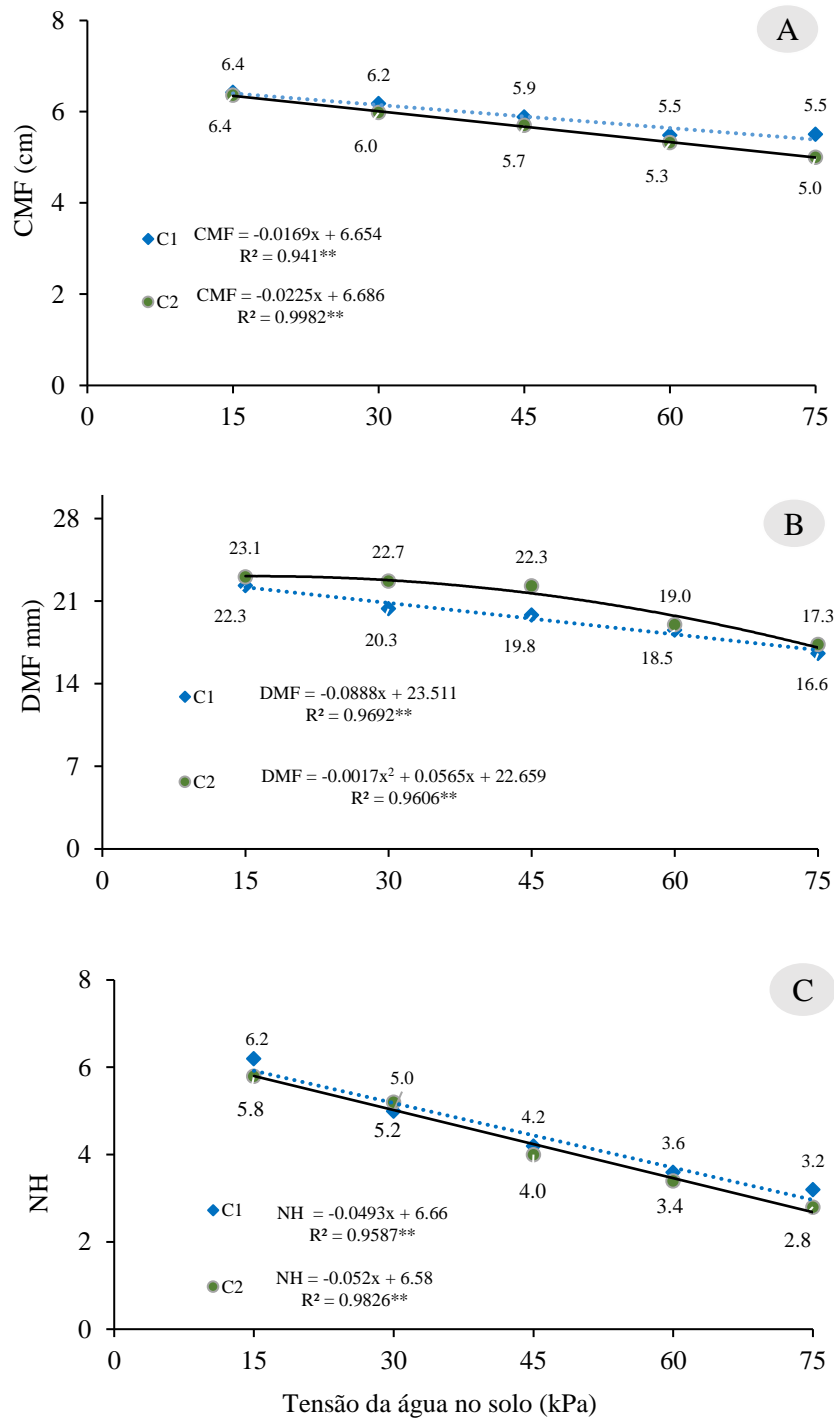 A
8
6
4
2
0
CMF (cm)
6.4
6.2
5.9
5.5
5.5
6.4
6.0
5.7
5.3
5.0
C1
CMF = -0.0169x + 6.654
R² = 0.941**
C2
CMF = -0.0225x + 6.686
R² = 0.9982**
0 15 30 45 60 75
B
28
21
14
7
0
DMF mm)
23.1
22.7
22.3
19.0
17.3
22.3
20.3
19.8
18.5
16.6
C1
DMF = -0.0888x + 23.511
R² = 0.9692**
C2
DMF = -0.0017x² + 0.0565x + 22.659
R² = 0.9606**
0 15 30 45 60 75
C
8
6
4
2
0
NH
6.2
5.0
4.2
3.6
3.2
5.8
5.2
4.0
3.4
2.8
C1
NH = -0.0493x + 6.66
R² = 0.9587**
C2
NH = -0.052x + 6.58
R² = 0.9826**
0 15 30 45 60 75
Tensão da água no solo (kPa)